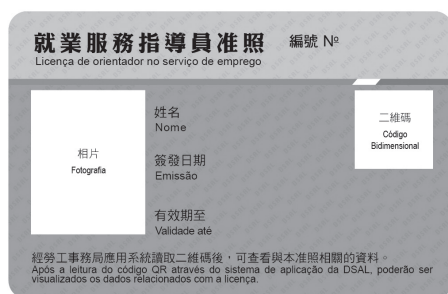 就業服務指導員准照 編號 Nº
Licença de orientador no serviço de emprego
相片
Fotografia
姓名
Nome
簽發日期
Emissão
有效期至
Validade até
二維碼
Código
Bidimensional
經勞工事務局應用系統讀取二維碼後，可查看與本准照相關的資料。
Após a leitura do código QR através do sistema de aplicação da DSAL, poderão ser
visualizados os dados relacionados com a licença.